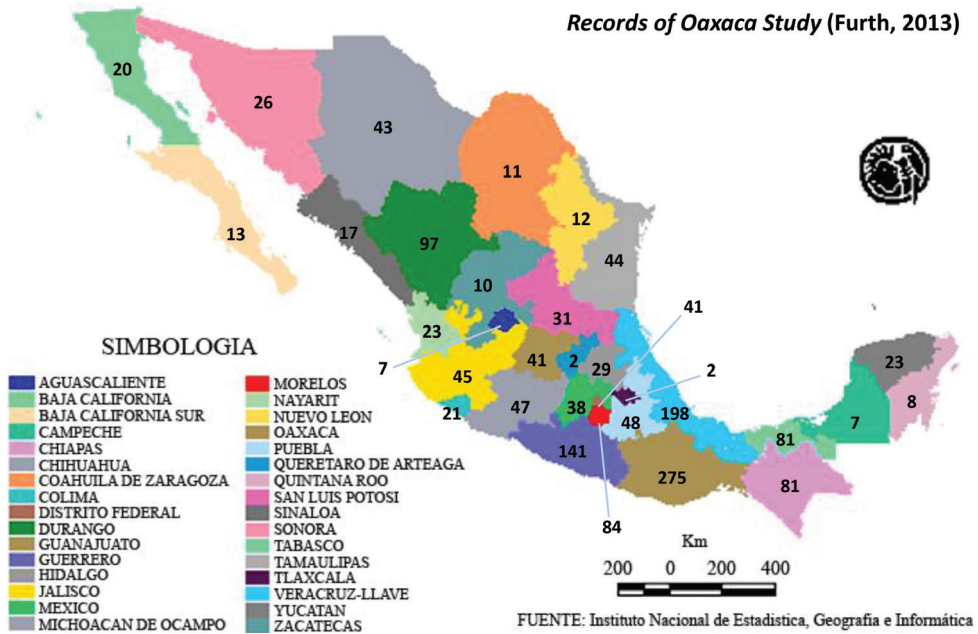 Records of Oaxaca Study (Furth, 2013)
20
26
43
11
12
13
17
97
44
10
31
41
23
7
45
41
2
29
2
23
8
21
47
38
48
198
81
7
141
275
81
84
SIMBOLOGIA
AGUASCALIENTE
BAJA CALIFORNIA
BAJA CALIFORNIA SUR
CAMPECHE
CHIAPAS
CHIHUAHUA
COAHUILA DE ZARAGOZA
COLIMA
DISTRITO FEDERAL
DURANGO
GUANAJUATO
GUERRERO
HIDALGO
JALISCO
MEXICO
MICHOACAN DE OCAMPO
MORELOS
NAYARIT
NUEVO LEON
OAXACA
PUEBLA
QUERETARO DE ARTEAGA
QUINTANA ROO
SAN LUIS POTOSI
SINALOA
SONORA
TABASCO
TAMAULIPAS
TLAXCALA
VERACRUZ-LLAVE
YUCATAN
ZACATECAS
Km
200 0 200 400
FUENTE: Instituto Nacional de Estadistica, Geografia e Informática